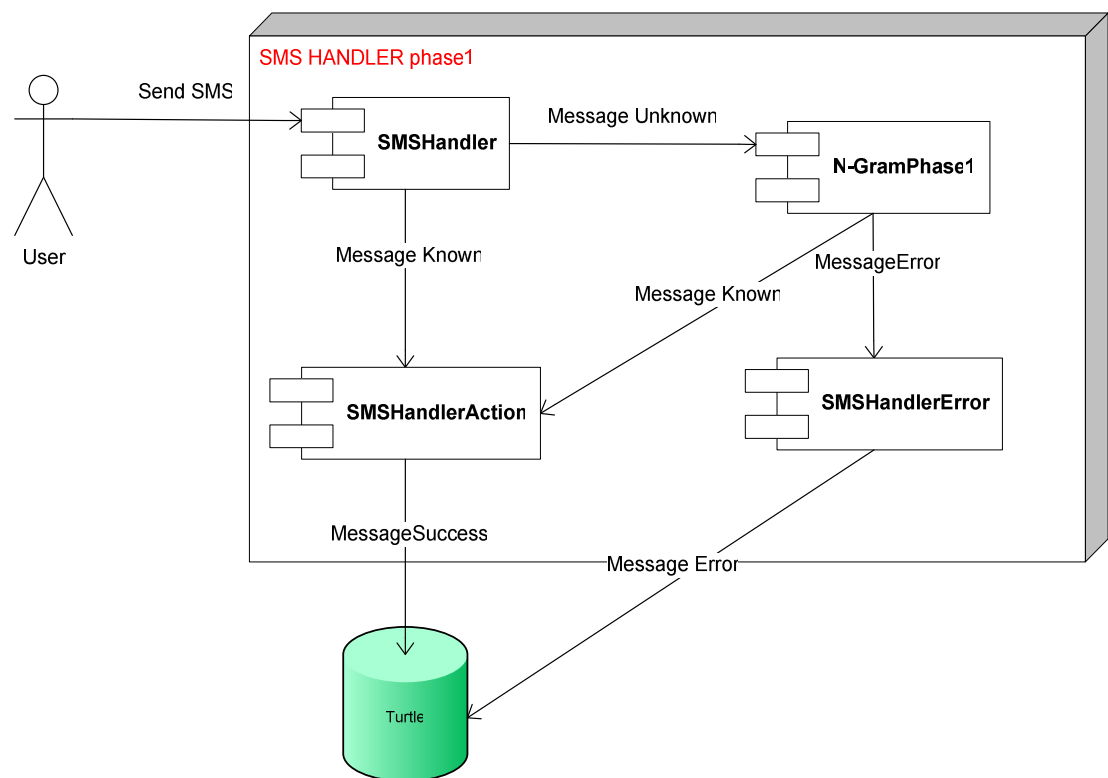 SMS HANDLER phase1
Send SMS
SMSHandler
Message Unknown
N-GramPhase1
User
Message Known
MessageError
Message Known
SMSHandlerAction
SMSHandlerError
MessageSuccess
Message Error
Turtle